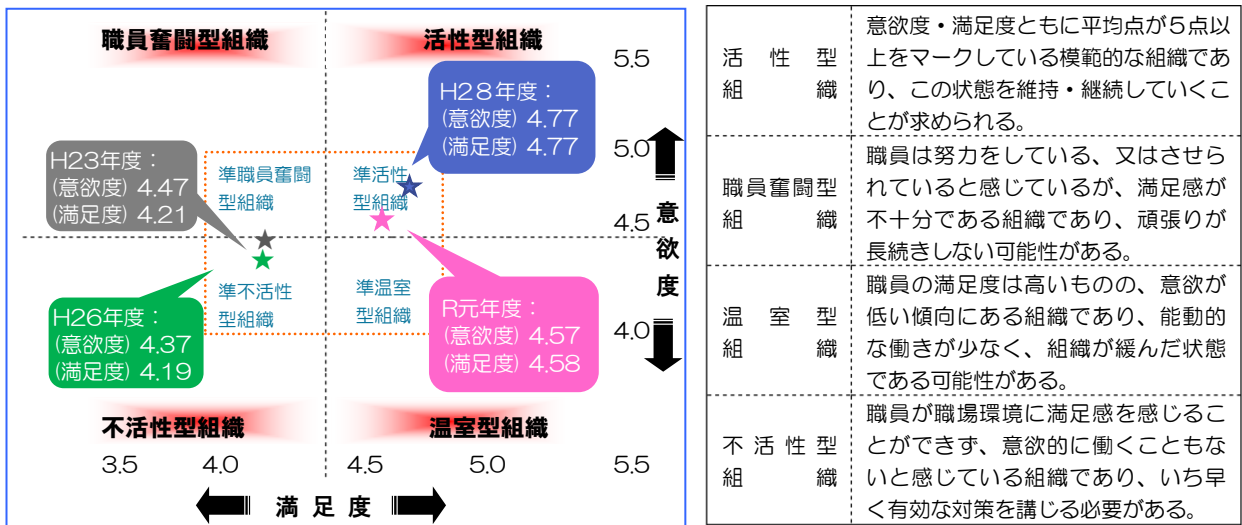 職員奮闘型組織
活性型組織
5.5
H28年度：
(意欲度) 4.77
(満足度) 4.77
5.0
H23年度：
(意欲度) 4.47
(満足度) 4.21
準職員奮闘
型組織
準活性
型組織
4.5
意欲度
準不活性
型組織
準温室
型組織
H26年度：
(意欲度) 4.37
(満足度) 4.19
R元年度：
(意欲度) 4.57
(満足度) 4.58
4.0
不活性型組織
温室型組織
3.5
4.0
4.5
5.0
5.5
満足度
活性型
組織
意欲度・満足度ともに平均点が５点以
上をマークしている模範的な組織であ
り、この状態を維持・継続していくこ
とが求められる。
職員奮闘型
組織
職員は努力をしている、又はさせら
れていると感じているが、満足感が
不十分である組織であり、頑張りが
長続きしない可能性がある。
温室型
組織
職員の満足度は高いものの、意欲が
低い傾向にある組織であり、能動的
な働きが少なく、組織が緩んだ状態
である可能性がある。
不活性型
組織
職員が職場環境に満足感を感じるこ
とができず、意欲的に働くこともな
いと感じている組織であり、いち早
く有効な対策を講じる必要がある。